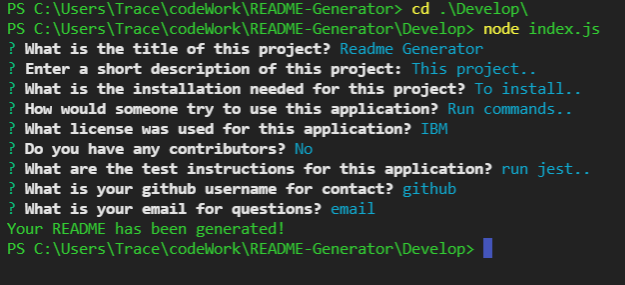 PS C:\Users\Trace\codeWork\README-Generator> cd .\Develop\
PS C:\Users\Trace\codeWork\README-Generator\Develop> node index.js
? What is the title of this project? Readme Generator
? Enter a short description of this project: This project..
? What is the installation needed for this project? To install..
? How would someone try to use this application? Run commands..
? What license was used for this application? IBM
? Do you have any contributors? No
? What are the test instructions for this application? run jest..
? What is your github username for contact? github
? What is your email for questions? email
Your README has been generated!
PS C:\Users\Trace\codeWork\README-Generator\Develop>